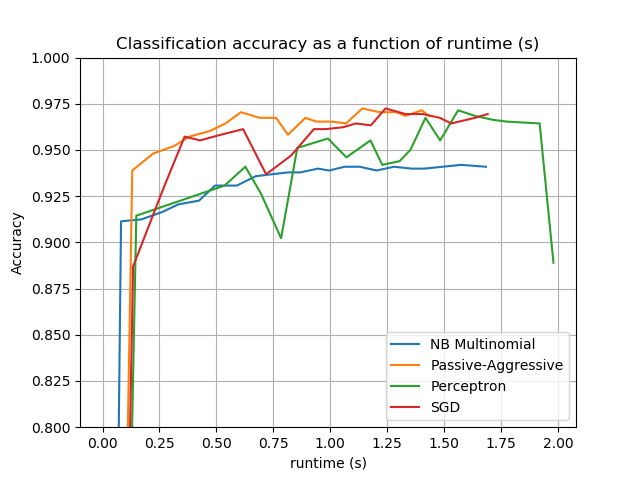 Classification accuracy as a function of runtime (s)
1.000
0.975
0.950
0.925
0.900
0.875
0.850
0.825
0.800
Accuracy
NB Multinomial
Passive-Aggressive
Perceptron
SGD
0.00 0.25 0.50 0.75 1.00 1.25 1.50 1.75 2.00
runtime (s)